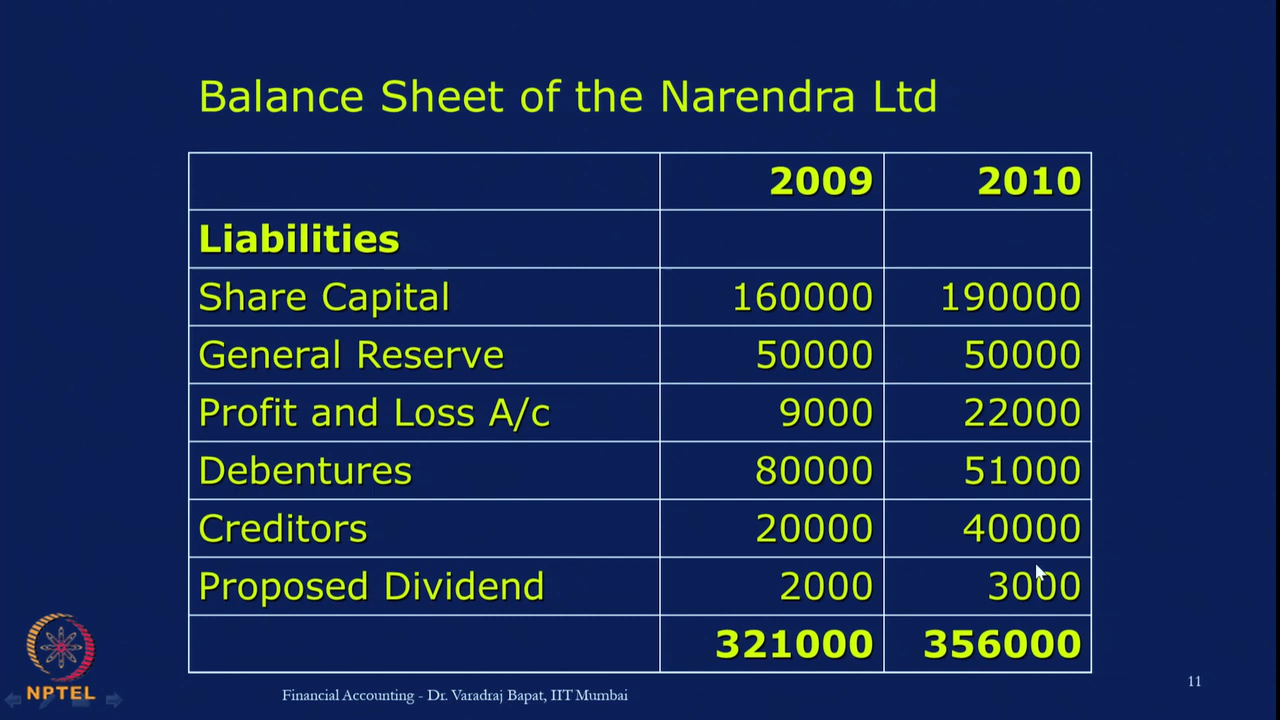 Balance Sheet of the Narendra Ltd
2009 2010
Liabilities
Share Capital 160000 190000
General Reserve 50000 50000
Profit and Loss A/c 9000 22000
Debentures 80000 51000
Creditors 20000 40000
Proposed Dividend 2000 3000
321000 356000
NPTEL
Financial Accounting - Dr. Varadraj Bapat, IIT Mumbai
11